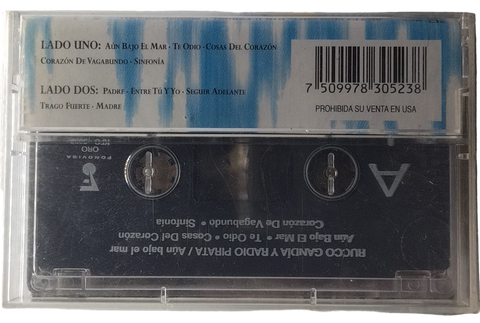 LADO UNO: AÚN BAJO EL MAR · TE ODIO · COSAS DEL CORAZÓN
CORAZÓN DE VAGABUNDO · SINFONÍA
LADO DOS: PADRE · ENTRE TÚ Y YO · SEGUIR ADELANTE
TRAGO FUERTE · MADRE
7 509978 305238
PROHIBIDA SU VENTA EN USA
A
RUCCO GANDÍA Y RADIO PIRATA / Aún bajo el mar
Aún Bajo El Mar • Te Odio • Cosas Del Corazón
Corazón De Vagabundo • Sinfonía
FONOVISA
ORO